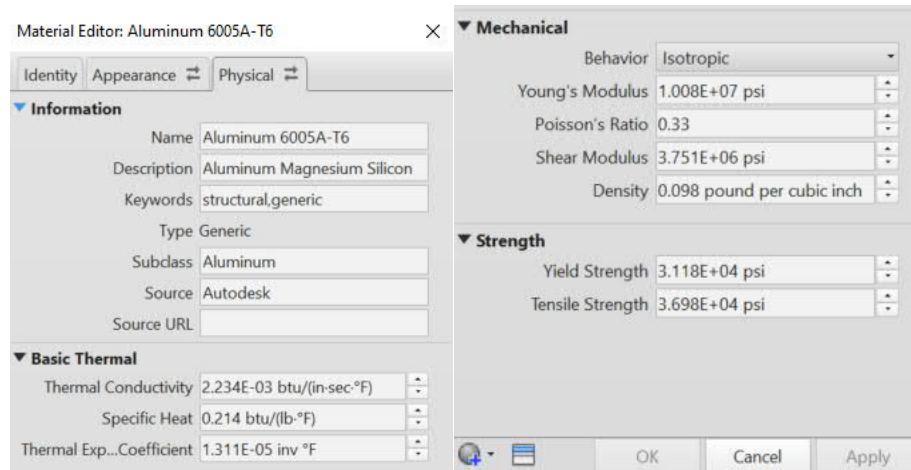 Material Editor: Aluminum 6005A-T6
Identity Appearance Physical
Information
Name Aluminum 6005A-T6
Description Aluminum Magnesium Silicon
Keywords structural,generic
Type Generic
Subclass Aluminum
Source Autodesk
Source URL
Basic Thermal
Thermal Conductivity 2.234E-03 btu/(in·sec·°F)
Specific Heat 0.214 btu/(lb·°F)
Thermal Exp...Coefficient 1.311E-05 inv °F
Mechanical
Behavior Isotropic
Young's Modulus 1.008E+07 psi
Poisson's Ratio 0.33
Shear Modulus 3.751E+06 psi
Density 0.098 pound per cubic inch
Strength
Yield Strength 3.118E+04 psi
Tensile Strength 3.698E+04 psi
OK Cancel Apply